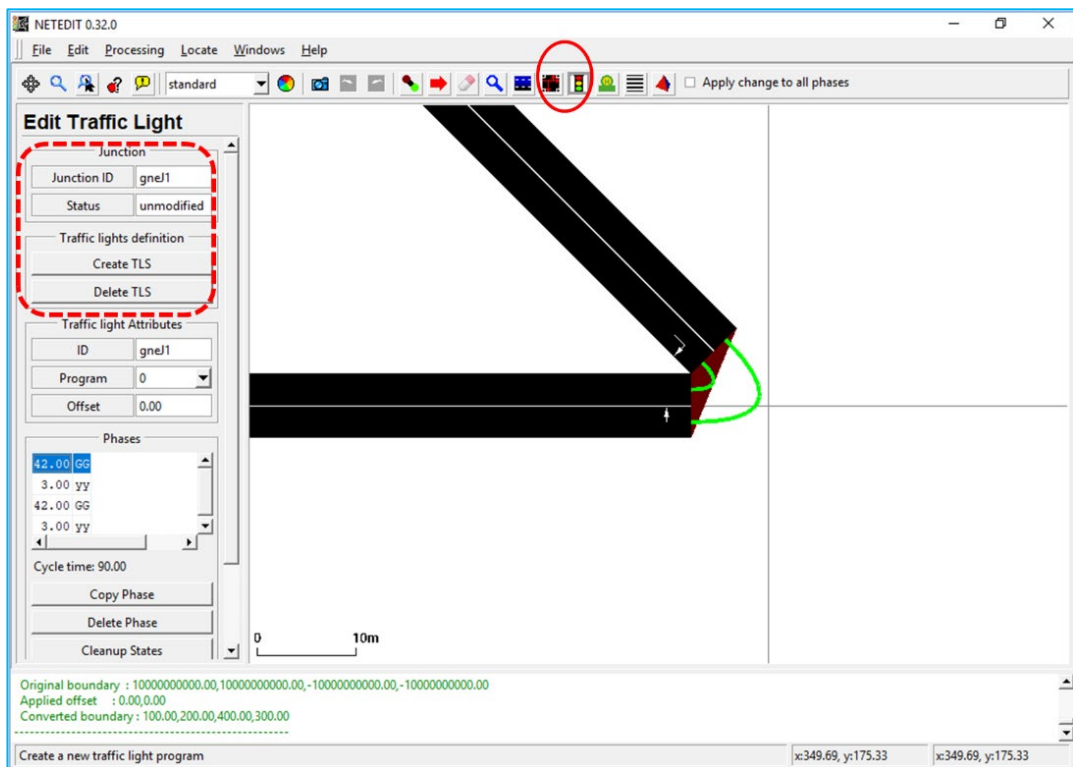 NETEDIT 0.32.0
File Edit Processing Locate Windows Help
standard Apply change to all phases
Edit Traffic Light
Junction
Junction ID gneJ1
Status unmodified
Traffic lights definition
Create TLS
Delete TLS
Traffic light Attributes
ID gneJ1
Program 0
Offset 0.00
Phases
42.00 GG
3.00 yy
42.00 GG
3.00 yy
Cycle time: 90.00
Copy Phase
Delete Phase
Cleanup States
0 10m
Original boundary : 10000000000.00,10000000000.00,-10000000000.00,-10000000000.00
Applied offset : 0.00,0.00
Converted boundary : 100.00,200.00,400.00,300.00
-----------------------------------------------------
Create a new traffic light program x:349.69, y:175.33 x:349.69, y:175.33